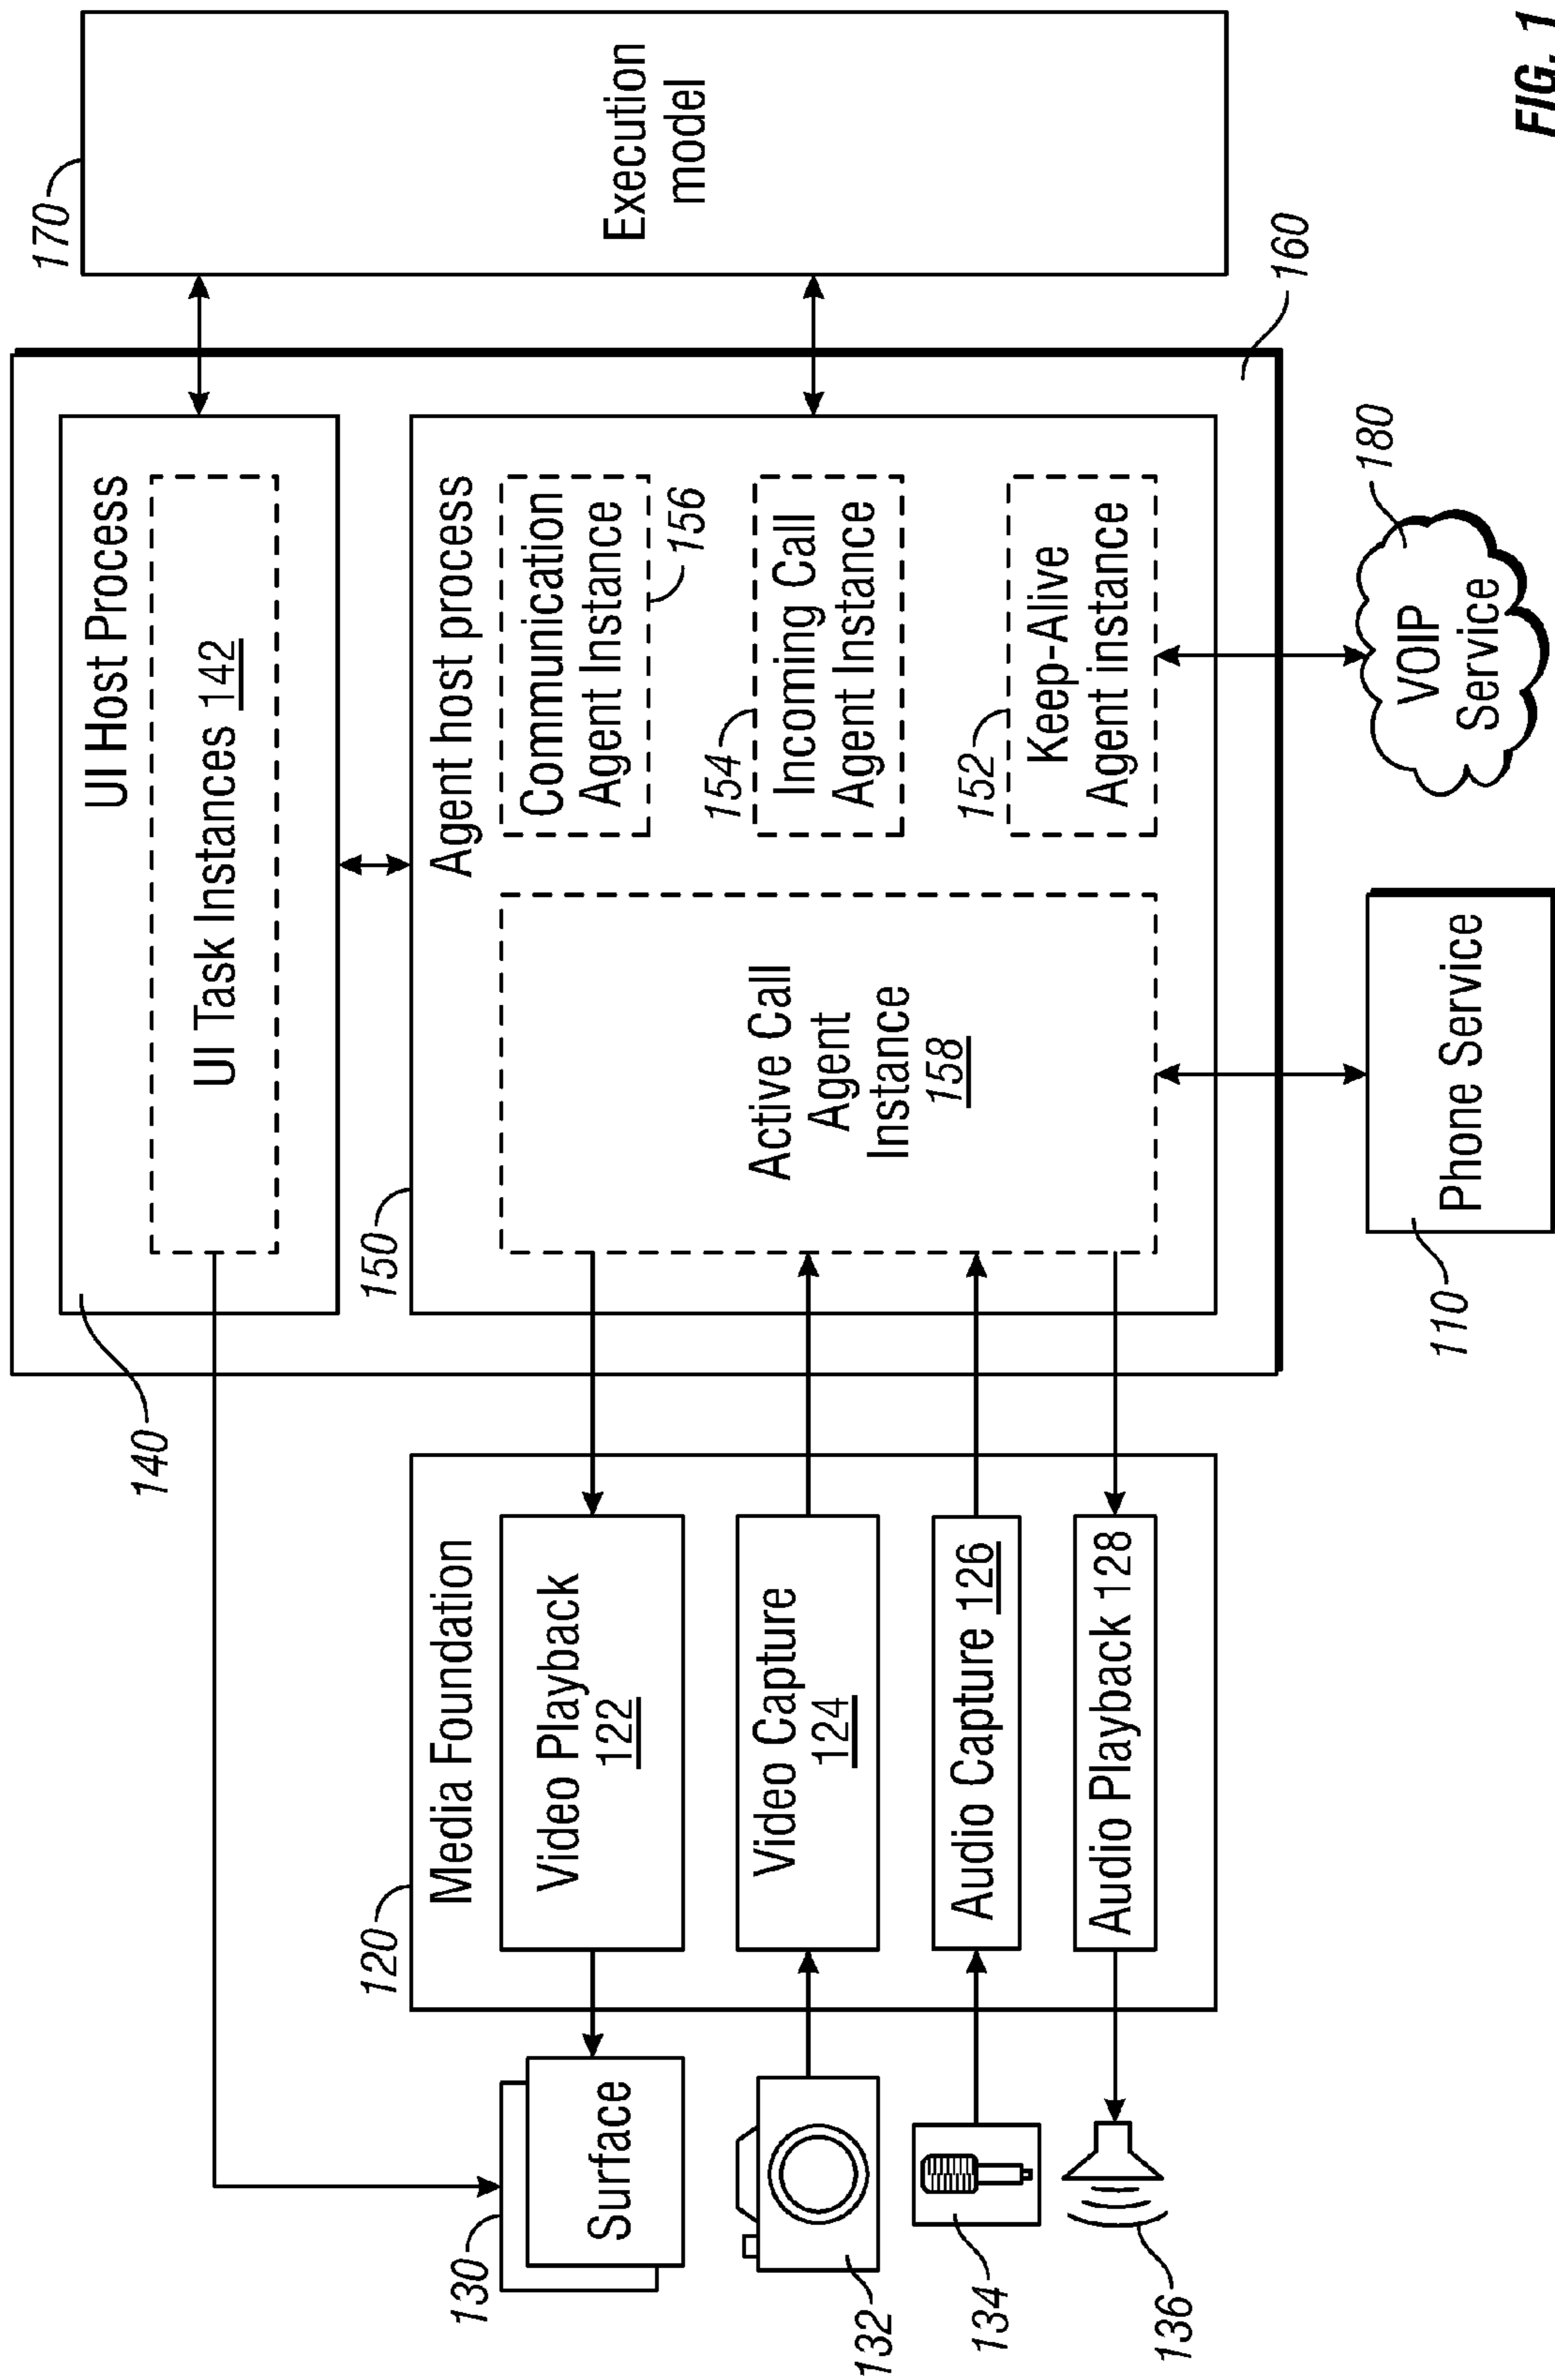 130
Surface
132
134
136
120
Media Foundation
Video Playback
122
Video Capture
124
Audio Capture 126
Audio Playback 128
140
UI Host Process
UI Task Instances 142
150
Agent host process
Active Call
Agent
Instance
158
Communication
Agent Instance
156
154
Incoming Call
Agent Instance
152
Keep-Alive
Agent instance
160
170
Execution
model
110
Phone Service
180
VOIP
Service
FIG. 1